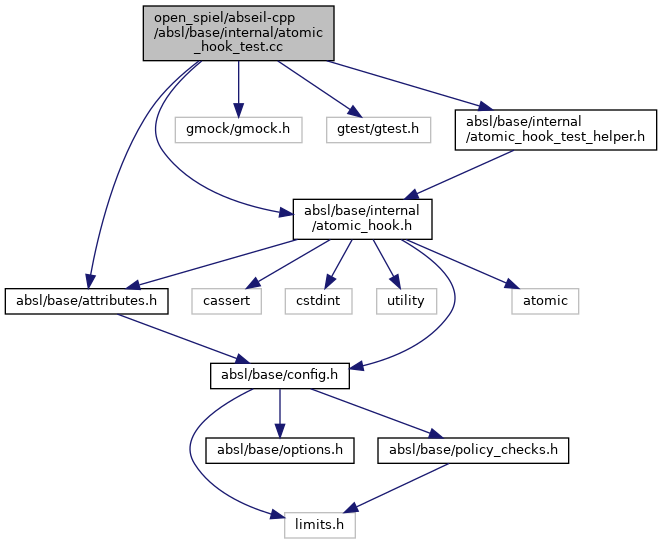 open_spiel/abseil-cpp
/absl/base/internal/atomic
_hook_test.cc
gmock/gmock.h
gtest/gtest.h
absl/base/internal
/atomic_hook_test_helper.h
absl/base/internal
/atomic_hook.h
absl/base/attributes.h
cassert
cstdint
utility
atomic
absl/base/config.h
absl/base/options.h
absl/base/policy_checks.h
limits.h